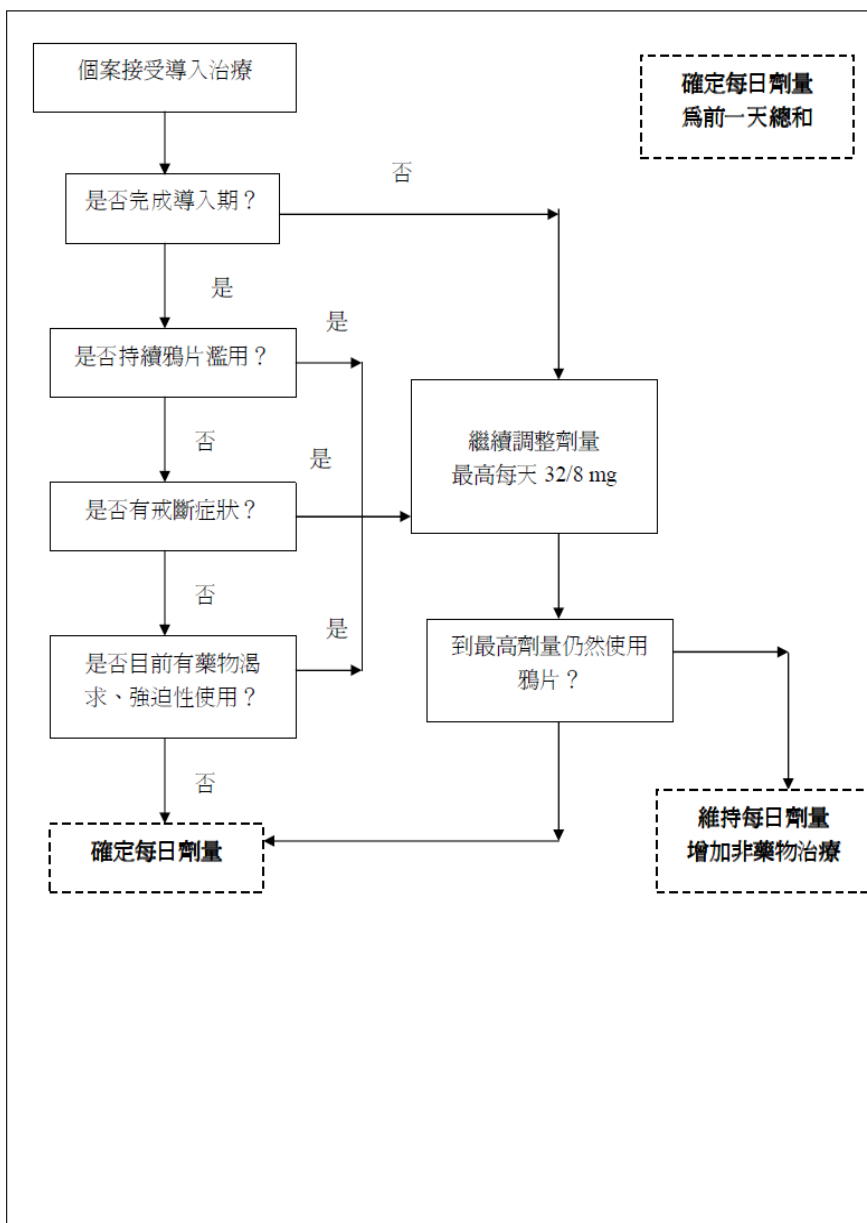 個案接受導入治療
確定每日劑量
爲前一天總和
否
是否完成導入期？
是
是
是否持續鴉片濫用？
否
是
繼續調整劑量
最高每天 32/8 mg
是否有戒斷症狀？
否
是
是否目前有藥物渴
求、強迫性使用？
到最高劑量仍然使用
鴉片？
否
確定每日劑量
維持每日劑量
增加非藥物治療